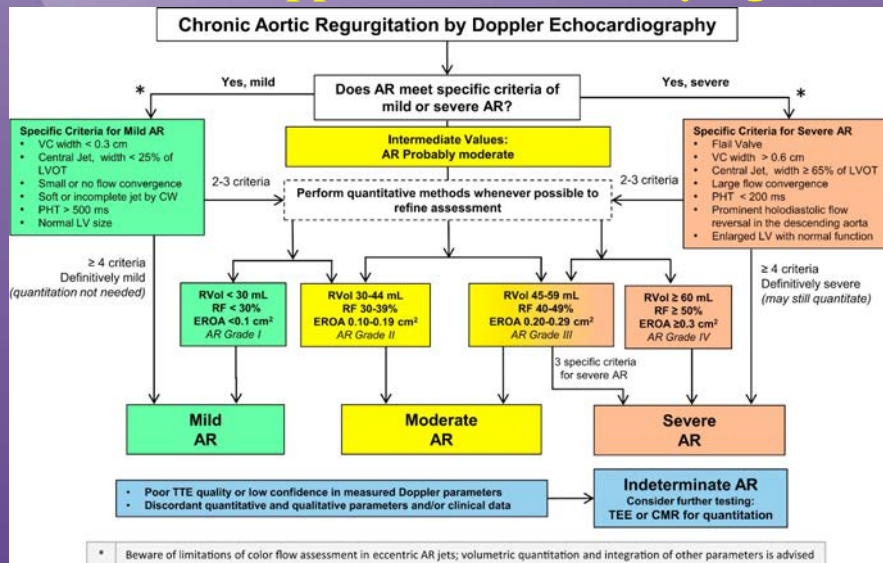 Chronic Aortic Regurgitation by Doppler Echocardiography
Yes, mild
Does AR meet specific criteria of
mild or severe AR?
Yes, severe
*
*
Specific Criteria for Mild AR
• VC width < 0.3 cm
• Central Jet, width < 25% of
LVOT
• Small or no flow convergence
• Soft or incomplete jet by CW
• PHT > 500 ms
• Normal LV size
Intermediate Values:
AR Probably moderate
Specific Criteria for Severe AR
• Flail Valve
• VC width > 0.6 cm
• Central Jet, width ≥ 65% of LVOT
• Large flow convergence
• PHT < 200 ms
• Prominent holodiastolic flow
reversal in the descending aorta
• Enlarged LV with normal function
2-3 criteria
Perform quantitative methods whenever possible to
refine assessment
2-3 criteria
≥ 4 criteria
Definitively mild
(quantitation not needed)
RVol < 30 mL
RF < 30%
EROA <0.1 cm²
AR Grade I
RVol 30-44 mL
RF 30-39%
EROA 0.10-0.19 cm²
AR Grade II
RVol 45-59 mL
RF 40-49%
EROA 0.20-0.29 cm²
AR Grade III
RVol ≥ 60 mL
RF ≥ 50%
EROA ≥0.3 cm²
AR Grade IV
≥ 4 criteria
Definitively severe
(may still quantitate)
3 specific criteria
for severe AR
Mild
AR
Moderate
AR
Severe
AR
• Poor TTE quality or low confidence in measured Doppler parameters
• Discordant quantitative and qualitative parameters and/or clinical data
Indeterminate AR
Consider further testing:
TEE or CMR for quantitation
* Beware of limitations of color flow assessment in eccentric AR jets; volumetric quantitation and integration of other parameters is advised